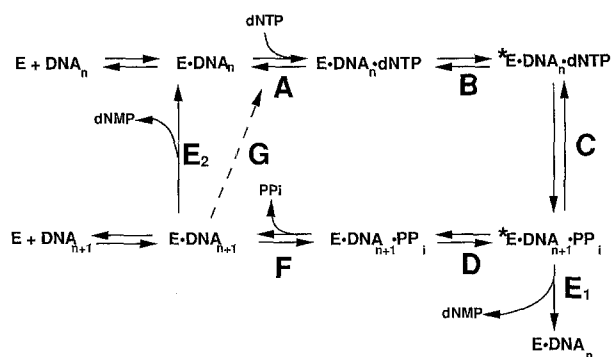 dNTP
E + DNAn E•DNAn E•DNAn•dNTP *E•DNAn•dNTP
A B
dNMP E2 G C
PPi
E + DNAn+1 E•DNAn+1 E•DNAn+1•PPi *E•DNAn+1•PPi
F D
dNMP E1
E•DNAn